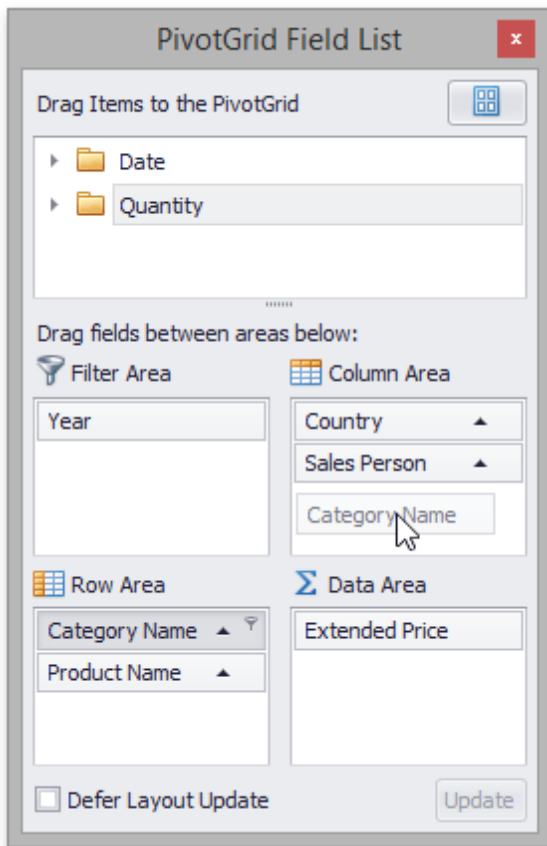 PivotGrid Field List
x
Drag Items to the PivotGrid
Date
Quantity
Drag fields between areas below:
Filter Area
Year
Column Area
Country
Sales Person
Category Name
Row Area
Category Name
Product Name
Σ Data Area
Extended Price
Defer Layout Update
Update